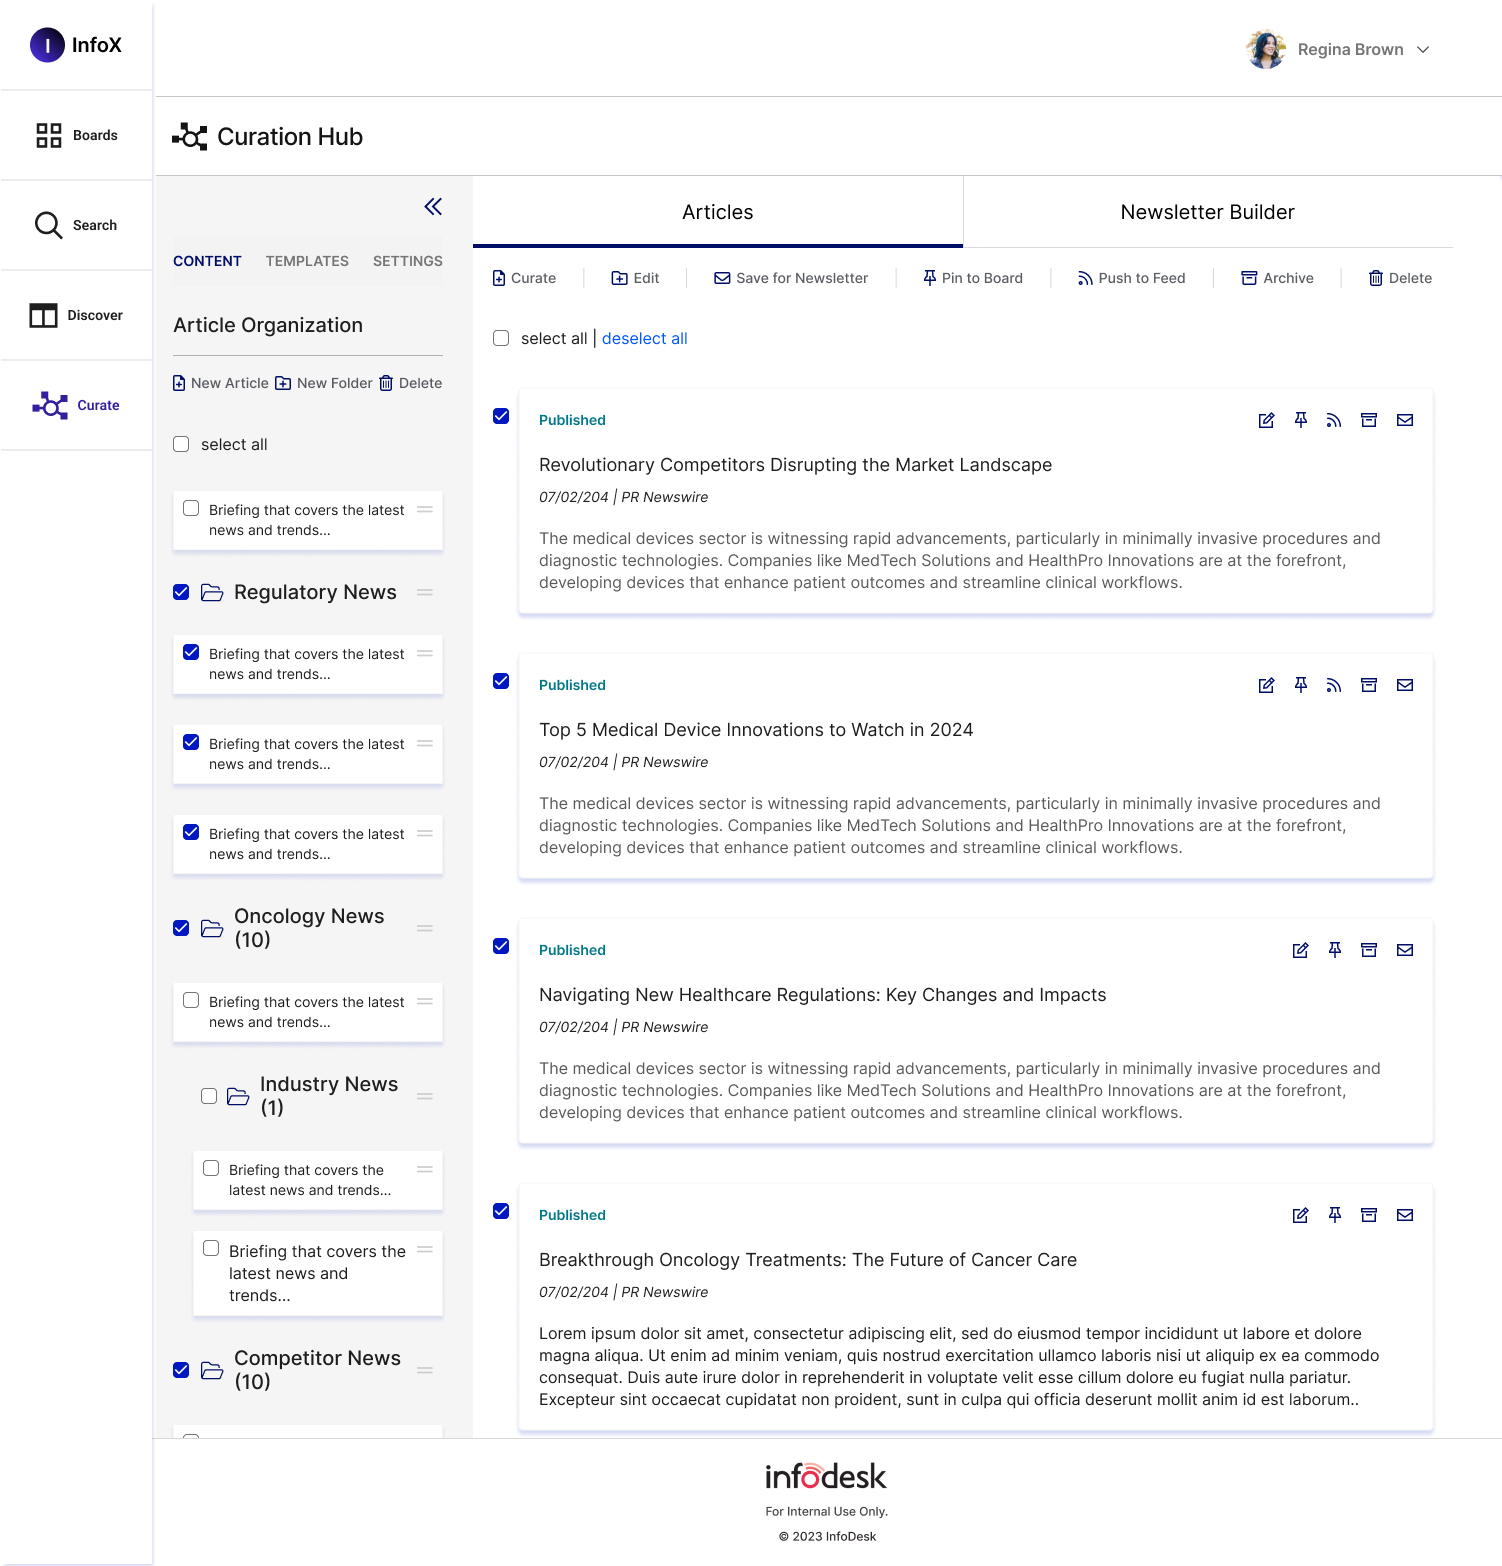 I InfoX
Regina Brown
Boards
Search
Discover
Curate
Curation Hub
CONTENT TEMPLATES SETTINGS
Article Organization
New Article New Folder Delete
select all
Briefing that covers the latest
news and trends...
Regulatory News
Briefing that covers the latest
news and trends...
Briefing that covers the latest
news and trends...
Briefing that covers the latest
news and trends...
Oncology News
(10)
Briefing that covers the latest
news and trends...
Industry News
(1)
Briefing that covers the
latest news and trends...
Briefing that covers the
latest news and
trends...
Competitor News
(10)
Articles Newsletter Builder
Curate Edit Save for Newsletter Pin to Board Push to Feed Archive Delete
select all | deselect all
Published
Revolutionary Competitors Disrupting the Market Landscape
07/02/204 | PR Newswire
The medical devices sector is witnessing rapid advancements, particularly in minimally invasive procedures and
diagnostic technologies. Companies like MedTech Solutions and HealthPro Innovations are at the forefront,
developing devices that enhance patient outcomes and streamline clinical workflows.
Published
Top 5 Medical Device Innovations to Watch in 2024
07/02/204 | PR Newswire
The medical devices sector is witnessing rapid advancements, particularly in minimally invasive procedures and
diagnostic technologies. Companies like MedTech Solutions and HealthPro Innovations are at the forefront,
developing devices that enhance patient outcomes and streamline clinical workflows.
Published
Navigating New Healthcare Regulations: Key Changes and Impacts
07/02/204 | PR Newswire
The medical devices sector is witnessing rapid advancements, particularly in minimally invasive procedures and
diagnostic technologies. Companies like MedTech Solutions and HealthPro Innovations are at the forefront,
developing devices that enhance patient outcomes and streamline clinical workflows.
Published
Breakthrough Oncology Treatments: The Future of Cancer Care
07/02/204 | PR Newswire
Lorem ipsum dolor sit amet, consectetur adipiscing elit, sed do eiusmod tempor incididunt ut labore et dolore
magna aliqua. Ut enim ad minim veniam, quis nostrud exercitation ullamco laboris nisi ut aliquip ex ea commodo
consequat. Duis aute irure dolor in reprehenderit in voluptate velit esse cillum dolore eu fugiat nulla pariatur.
Excepteur sint occaecat cupidatat non proident, sunt in culpa qui officia deserunt mollit anim id est laborum..
infodesk
For Internal Use Only.
© 2023 InfoDesk